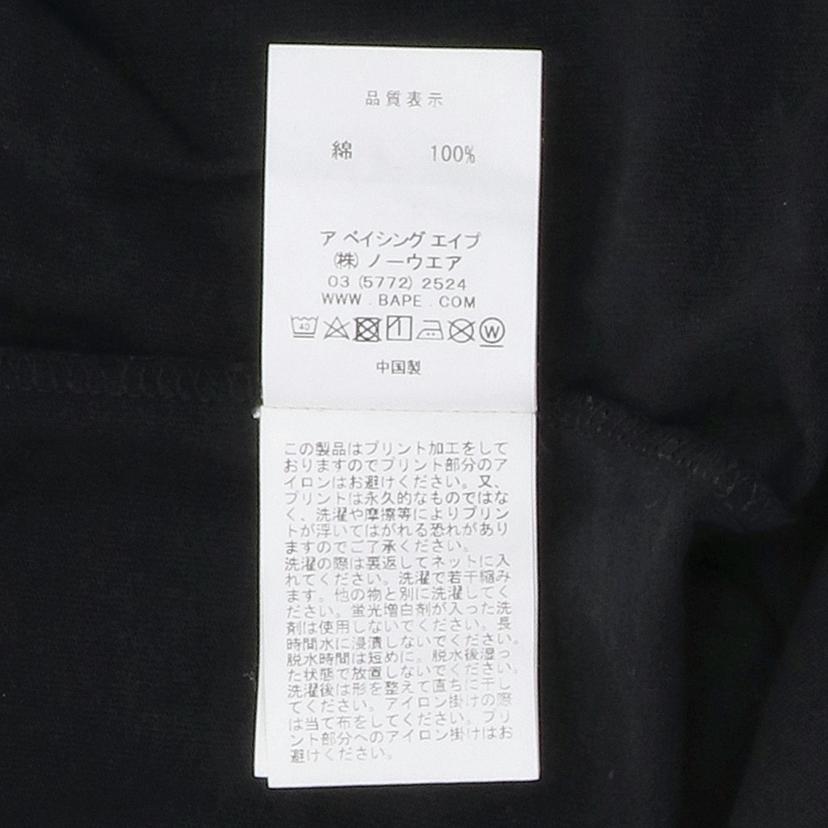 品質表示
綿 100%
ア ベイシング エイプ
㈱ ノーウエア
03 (5772) 2524
WWW . BAPE . COM
40
W
中国製
この製品はプリント加工をして
おりますのでプリント部分のア
イロンはお避けください。又、
プリントは永久的なものではな
く、洗濯や摩擦等によりプリン
トが浮いてはがれる恐れがあり
ますのでご了承ください。
洗濯の際は裏返してネットに入
れてください。洗濯で若干縮み
ます。他の物と別に洗濯してく
ださい。蛍光増白剤が入った洗
剤は使用しないでください。長
時間水に浸漬しないでください。
脱水時間は短めに。脱水後湿っ
た状態で放置しないでください。
洗濯後は形を整えて直ちに干し
てください。アイロン掛けの際
は当て布をしてください。プリ
ント部分へのアイロン掛けはお
避けください。